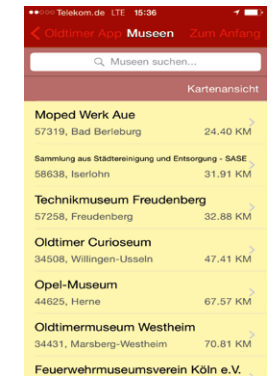 Telekom.de LTE 15:36
Oldtimer App Museen Zum Anfang
Museen suchen...
Kartenansicht
Moped Werk Aue
57319, Bad Berleburg 24.40 KM
Sammlung aus Städtereinigung und Entsorgung - SASE
58638, Iserlohn 31.91 KM
Technikmuseum Freudenberg
57258, Freudenberg 32.88 KM
Oldtimer Curioseum
34508, Willingen-Usseln 47.41 KM
Opel-Museum
44625, Herne 67.57 KM
Oldtimermuseum Westheim
34431, Marsberg-Westheim 70.81 KM
Feuerwehrmuseumsverein Köln e.V.